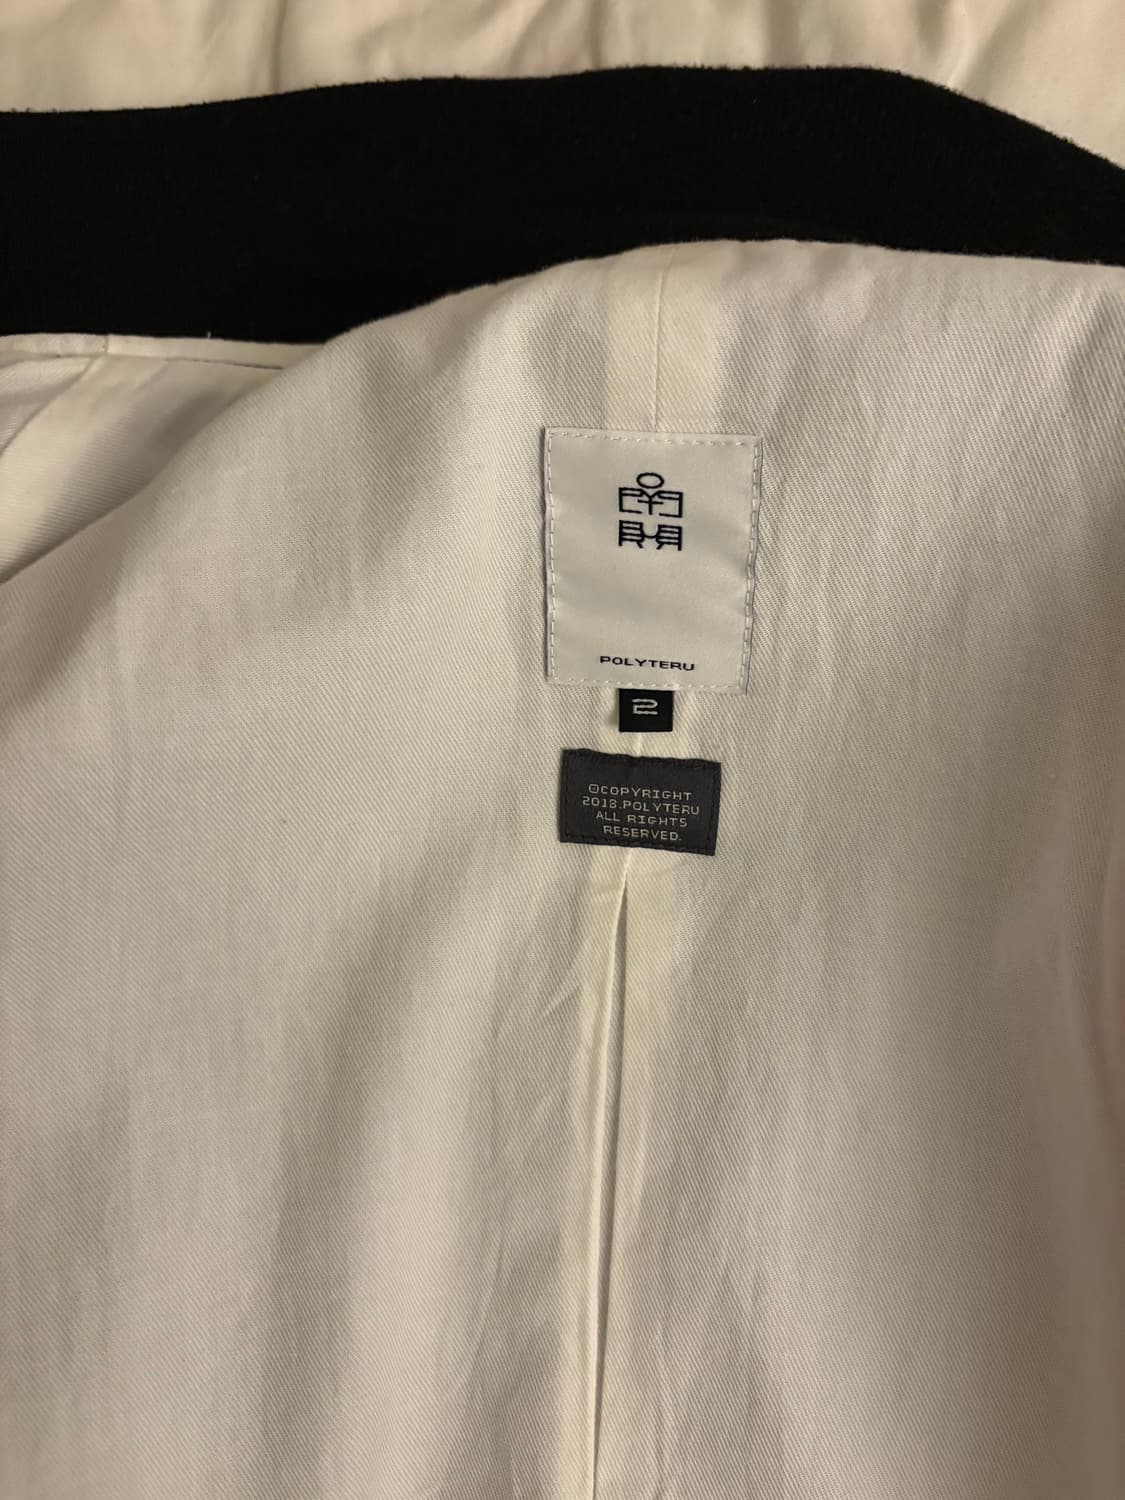 POLYTERU
2
©COPYRIGHT
2018.POLYTERU
ALL RIGHTS
RESERVED.